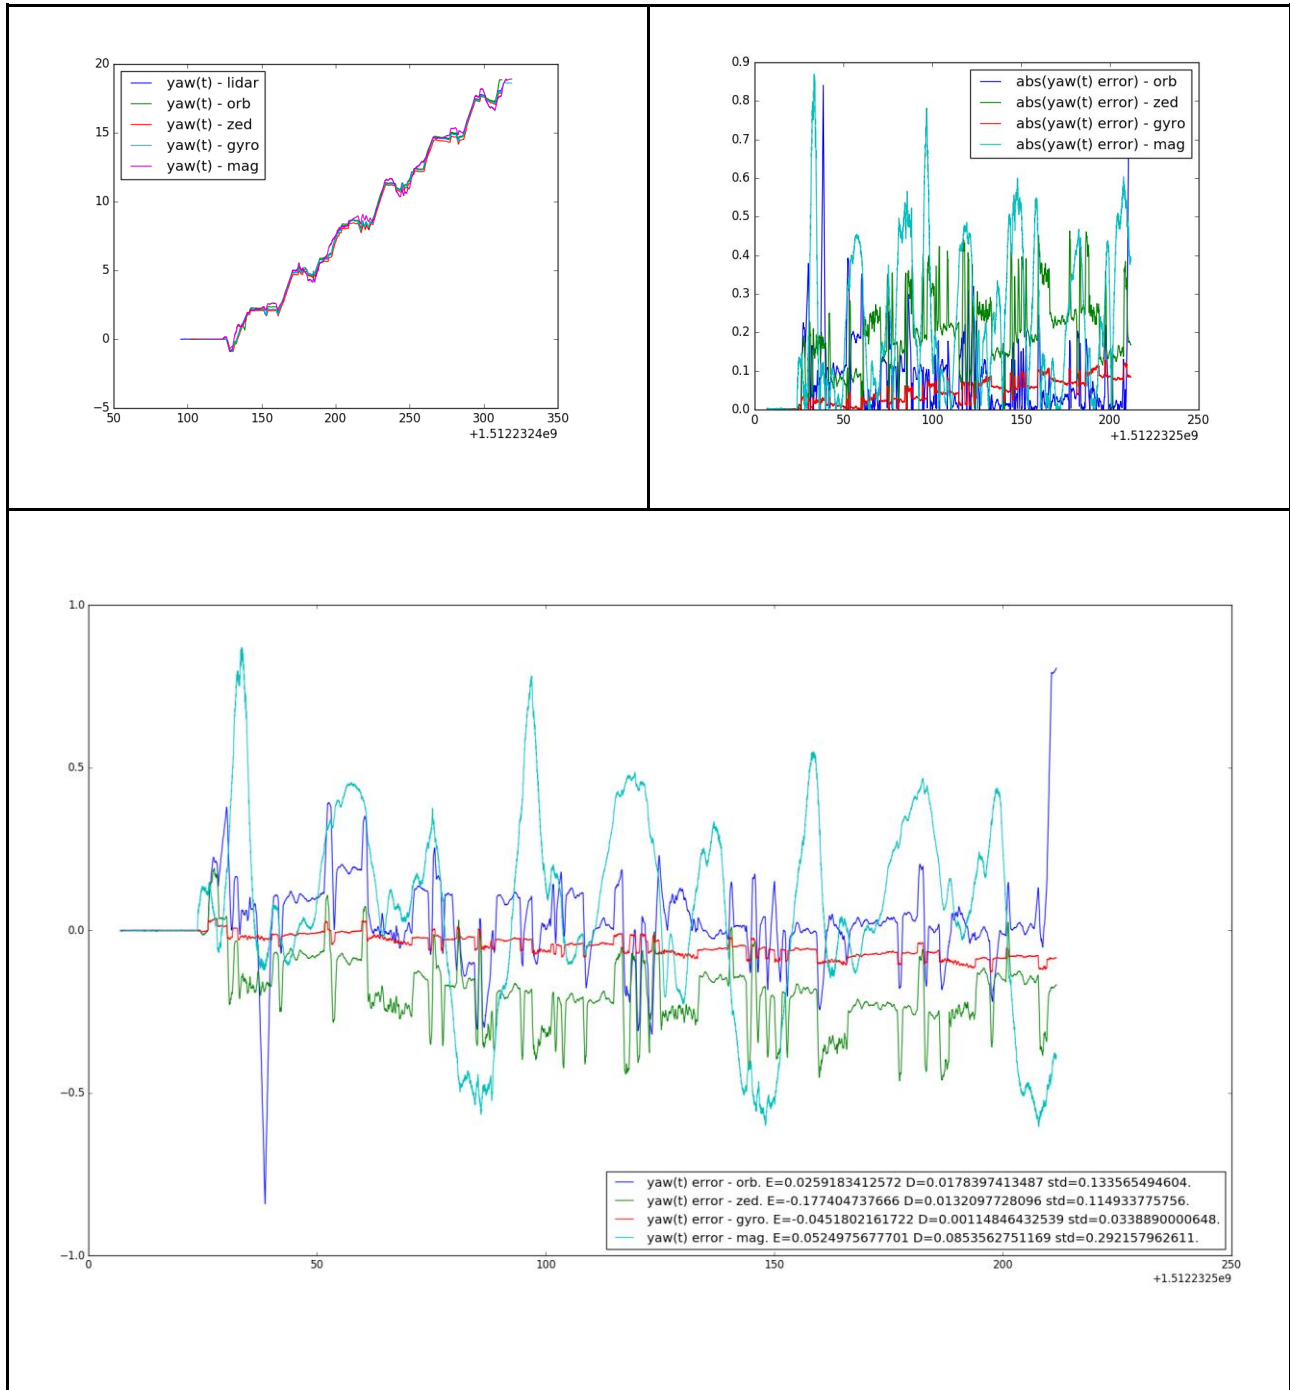 20
15
10
5
0
−5
yaw(t) - lidar
yaw(t) - orb
yaw(t) - zed
yaw(t) - gyro
yaw(t) - mag
50 100 150 200 250 300 350
+1.5122324e9
0.9
0.8
0.7
0.6
0.5
0.4
0.3
0.2
0.1
0.0
abs(yaw(t) error) - orb
abs(yaw(t) error) - zed
abs(yaw(t) error) - gyro
abs(yaw(t) error) - mag
0 50 100 150 200 250
+1.5122325e9
1.0
0.5
0.0
−0.5
−1.0
yaw(t) error - orb. E=0.0259183412572 D=0.0178397413487 std=0.133565494604.
yaw(t) error - zed. E=-0.177404737666 D=0.0132097728096 std=0.114933775756.
yaw(t) error - gyro. E=-0.0451802161722 D=0.00114846432539 std=0.0338890000648.
yaw(t) error - mag. E=0.0524975677701 D=0.0853562751169 std=0.292157962611.
0 50 100 150 200 250
+1.5122325e9